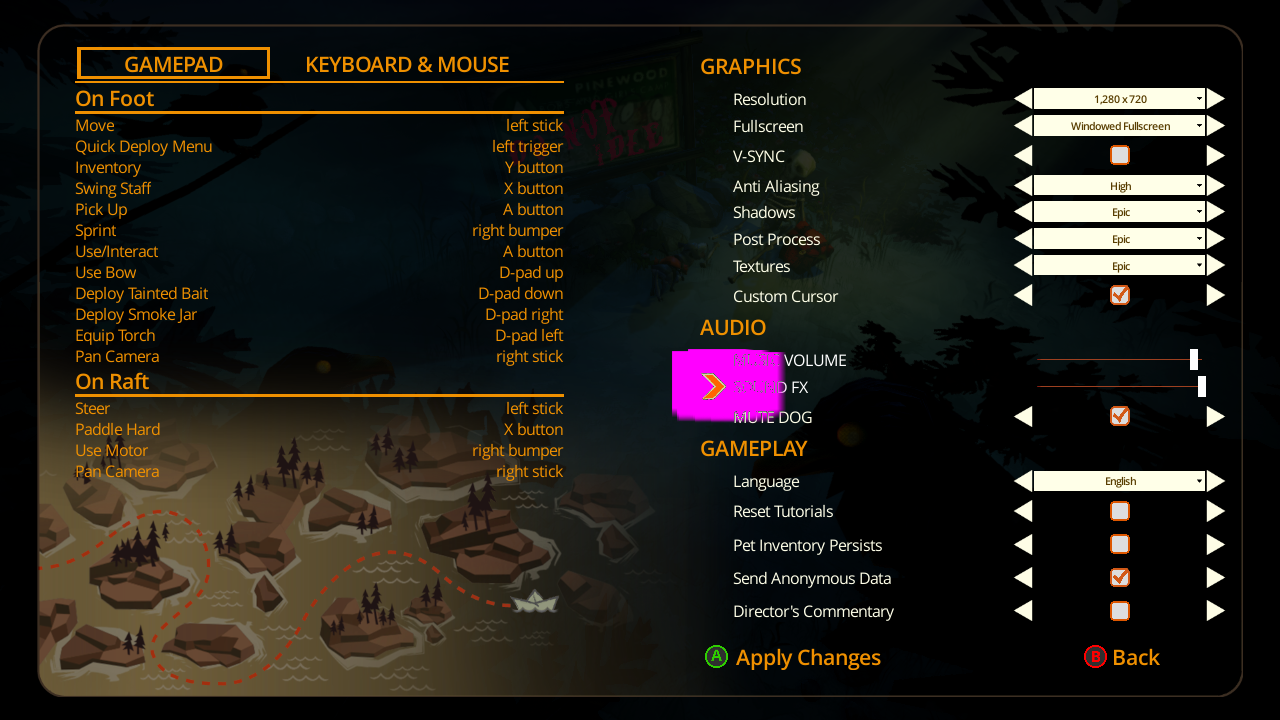 GAMEPAD KEYBOARD & MOUSE
On Foot
Move left stick
Quick Deploy Menu left trigger
Inventory Y button
Swing Staff X button
Pick Up A button
Sprint right bumper
Use/Interact A button
Use Bow D-pad up
Deploy Tainted Bait D-pad down
Deploy Smoke Jar D-pad right
Equip Torch D-pad left
Pan Camera right stick
On Raft
Steer left stick
Paddle Hard X button
Use Motor right bumper
Pan Camera right stick
PINEWOOD
GRAPHICS
Resolution 1,280 x 720
Fullscreen Windowed Fullscreen
V-SYNC
Anti Aliasing High
Shadows Epic
Post Process Epic
Textures Epic
Custom Cursor
AUDIO
MUSIC VOLUME
SOUND FX
MUTE DOG
GAMEPLAY
Language English
Reset Tutorials
Pet Inventory Persists
Send Anonymous Data
Director's Commentary
A Apply Changes
B Back